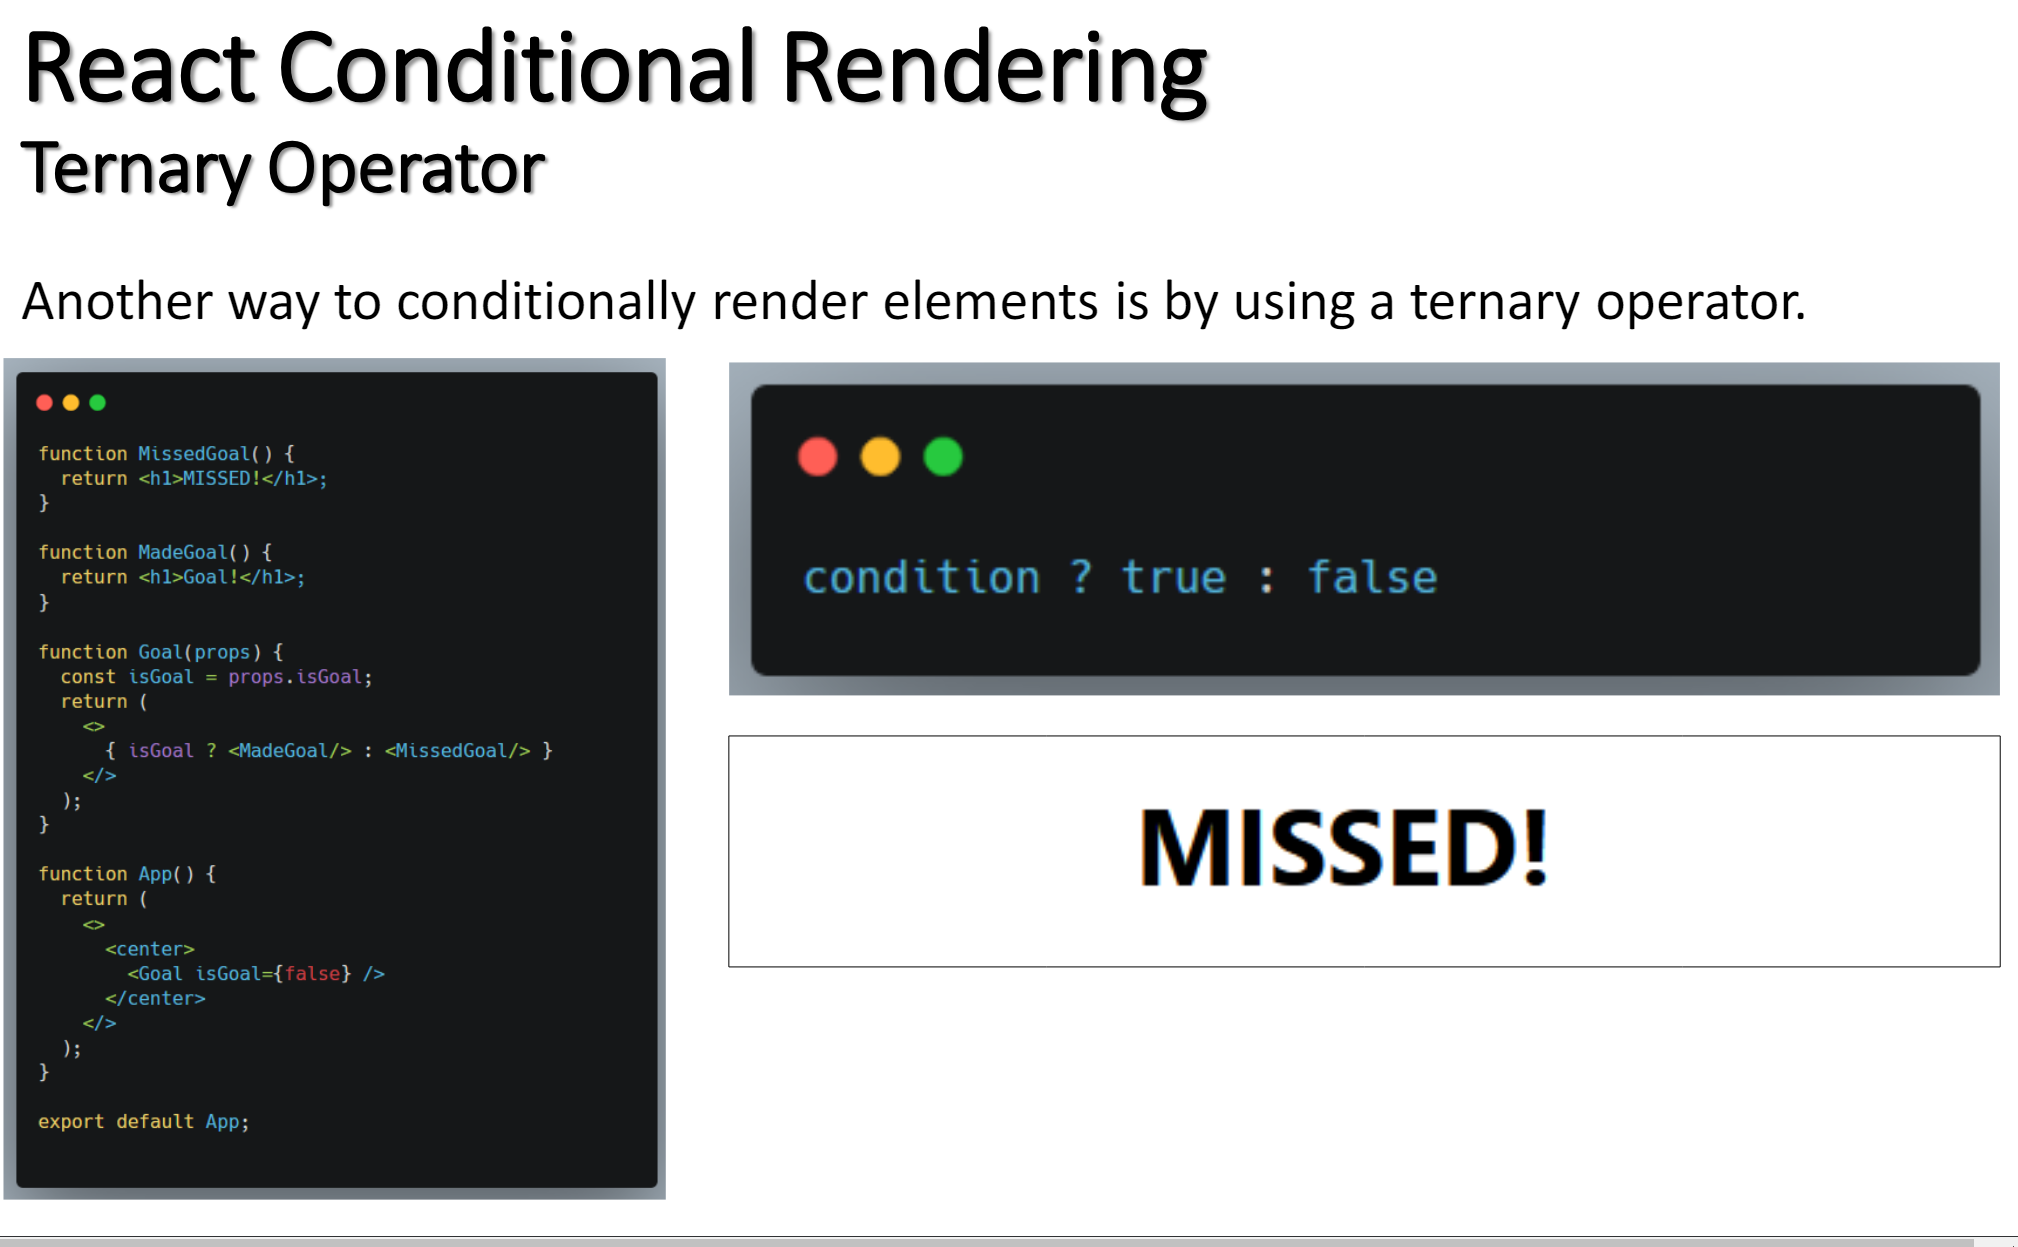 React Conditional Rendering
Ternary Operator
Another way to conditionally render elements is by using a ternary operator.
function MissedGoal() {
  return <h1>MISSED!</h1>;
}

function MadeGoal() {
  return <h1>Goal!</h1>;
}

function Goal(props) {
  const isGoal = props.isGoal;
  return (
    <>
      { isGoal ? <MadeGoal/> : <MissedGoal/> }
    </>
  );
}

function App() {
  return (
    <>
      <center>
        <Goal isGoal={false} />
      </center>
    </>
  );
}

export default App;
condition ? true : false
MISSED!